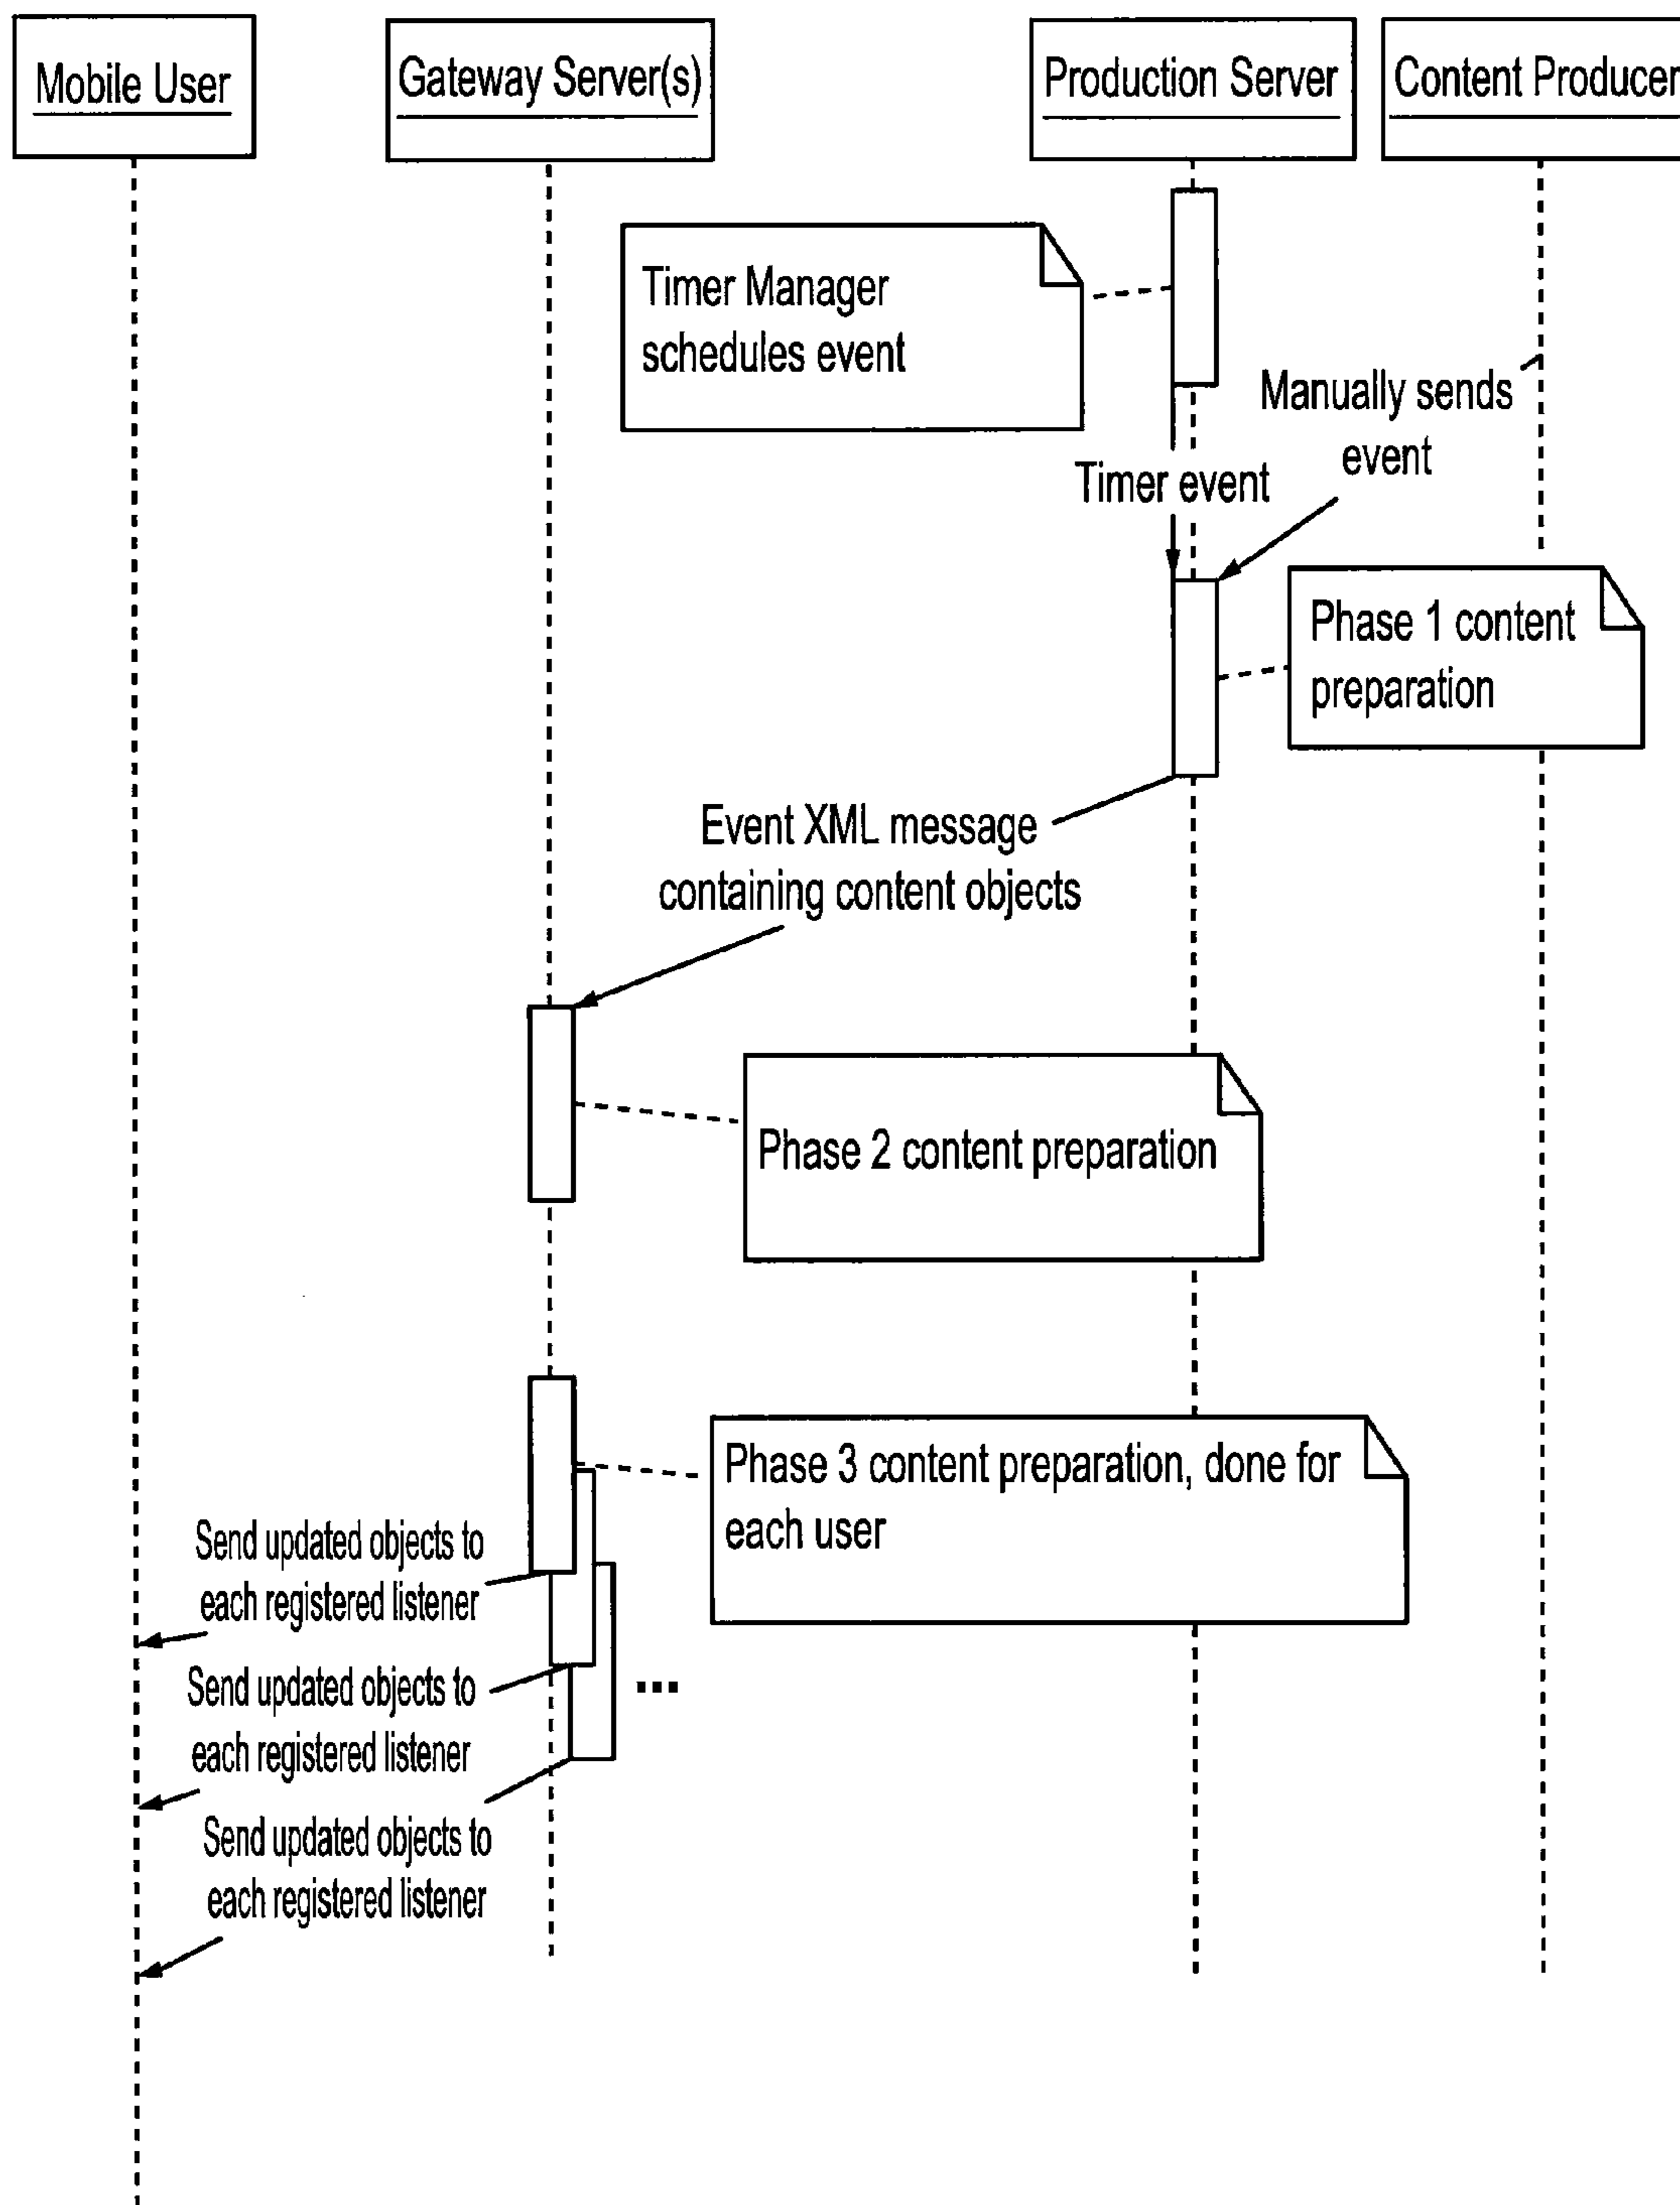 Mobile User
Gateway Server(s)
Production Server
Content Producer
Timer Manager
schedules event
Manually sends
event
Timer event
Phase 1 content
preparation
Event XML message
containing content objects
Phase 2 content preparation
Phase 3 content preparation, done for
each user
Send updated objects to
each registered listener
Send updated objects to
each registered listener
...
Send updated objects to
each registered listener